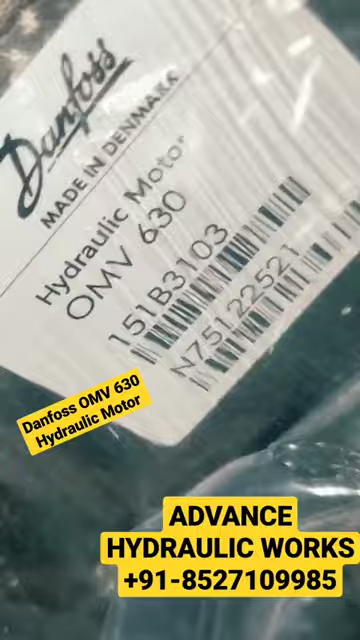 Danfoss
MADE IN DENMARK
Hydraulic Motor
OMV 630
151B3103
N75122521
Danfoss OMV 630
Hydraulic Motor
ADVANCE
HYDRAULIC WORKS
+91-8527109985